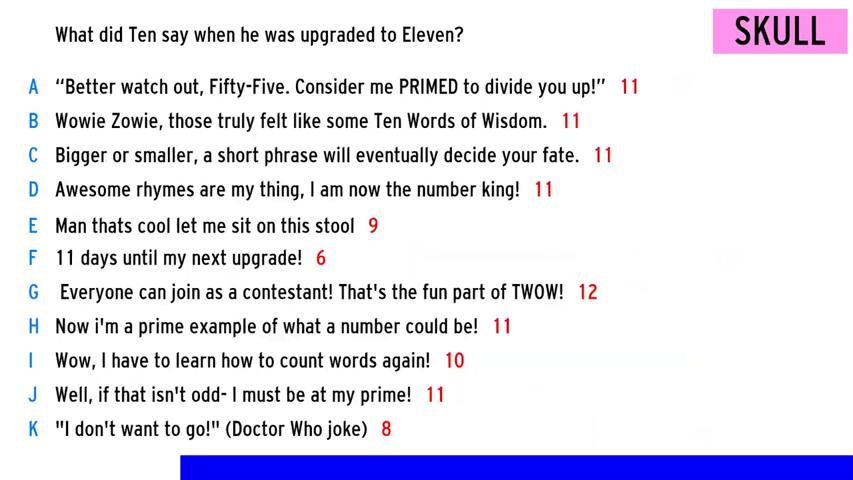 What did Ten say when he was upgraded to Eleven?
SKULL
A “Better watch out, Fifty-Five. Consider me PRIMED to divide you up!” 11
B Wowie Zowie, those truly felt like some Ten Words of Wisdom. 11
C Bigger or smaller, a short phrase will eventually decide your fate. 11
D Awesome rhymes are my thing, I am now the number king! 11
E Man thats cool let me sit on this stool 9
F 11 days until my next upgrade! 6
G Everyone can join as a contestant! That's the fun part of TWOW! 12
H Now i'm a prime example of what a number could be! 11
I Wow, I have to learn how to count words again! 10
J Well, if that isn't odd- I must be at my prime! 11
K "I don't want to go!" (Doctor Who joke) 8